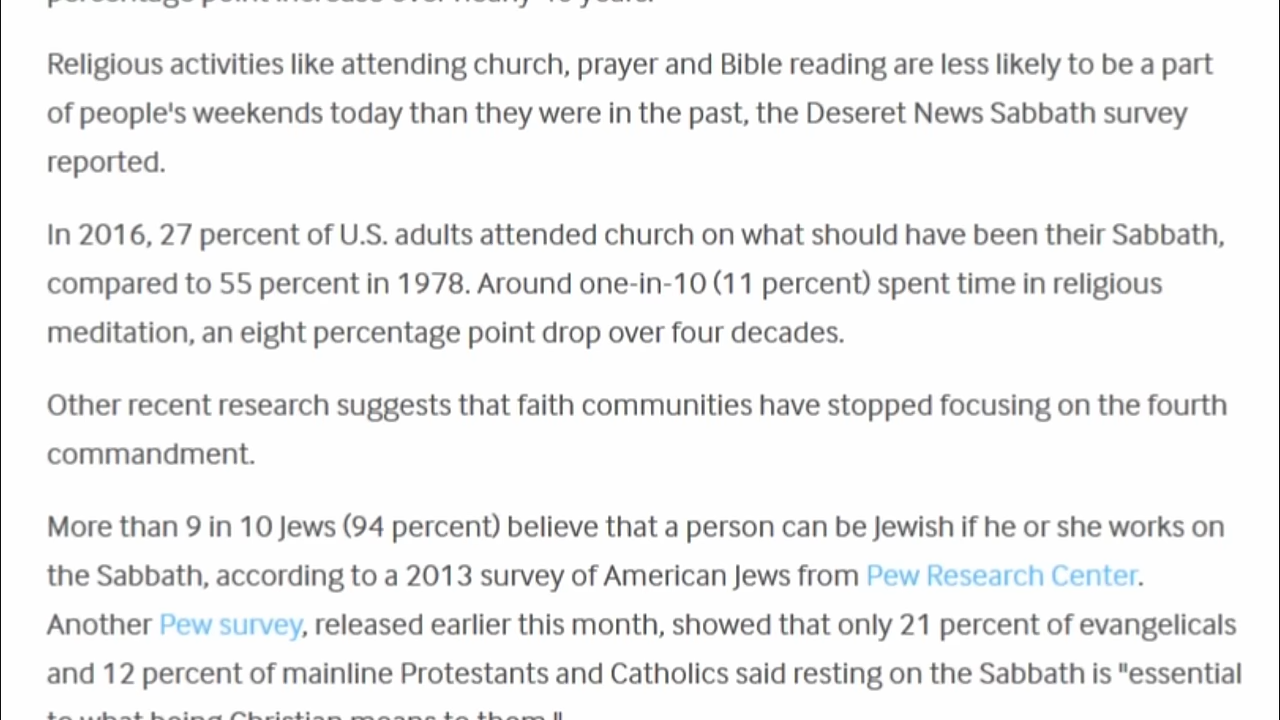 Religious activities like attending church, prayer and Bible reading are less likely to be a part
of people's weekends today than they were in the past, the Deseret News Sabbath survey
reported.
In 2016, 27 percent of U.S. adults attended church on what should have been their Sabbath,
compared to 55 percent in 1978. Around one-in-10 (11 percent) spent time in religious
meditation, an eight percentage point drop over four decades.
Other recent research suggests that faith communities have stopped focusing on the fourth
commandment.
More than 9 in 10 Jews (94 percent) believe that a person can be Jewish if he or she works on
the Sabbath, according to a 2013 survey of American Jews from Pew Research Center.
Another Pew survey, released earlier this month, showed that only 21 percent of evangelicals
and 12 percent of mainline Protestants and Catholics said resting on the Sabbath is "essential
to what being Christian means to them."